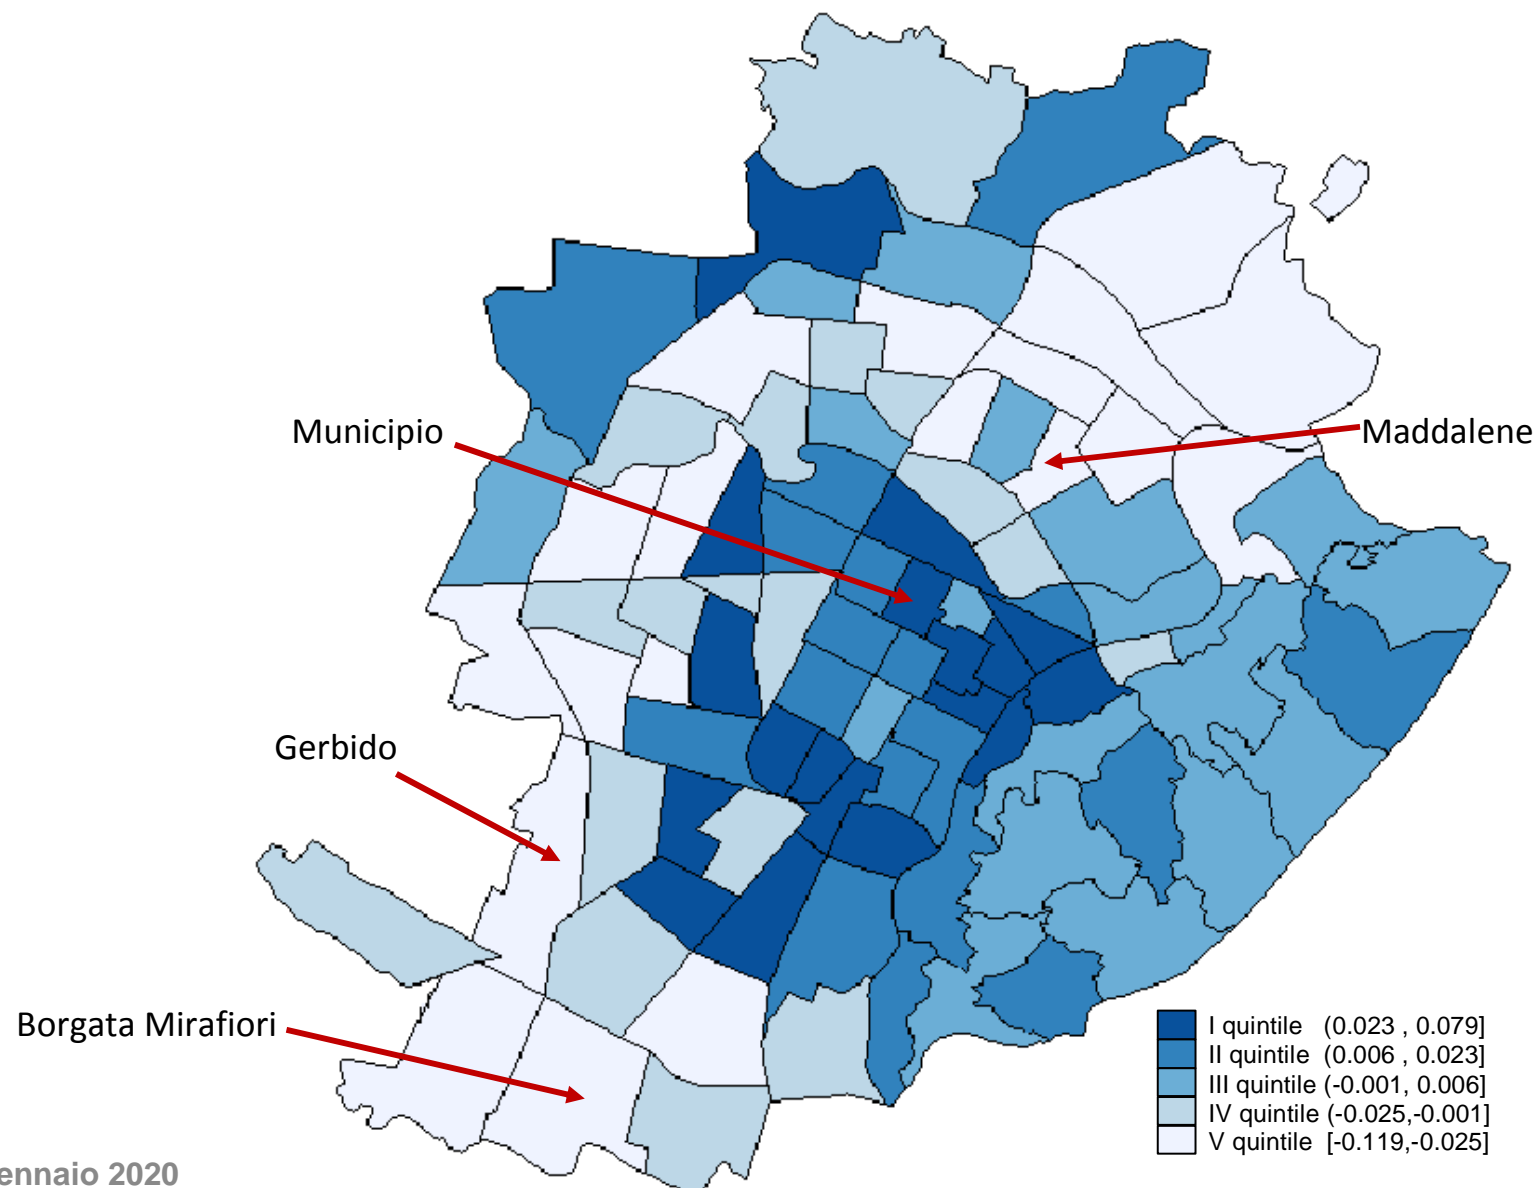 Municipio
Maddalene
Gerbido
Borgata Mirafiori
I quintile (0.023 , 0.079]
II quintile (0.006 , 0.023]
III quintile (-0.001, 0.006]
IV quintile (-0.025,-0.001]
V quintile [-0.119,-0.025]
ennaio 2020